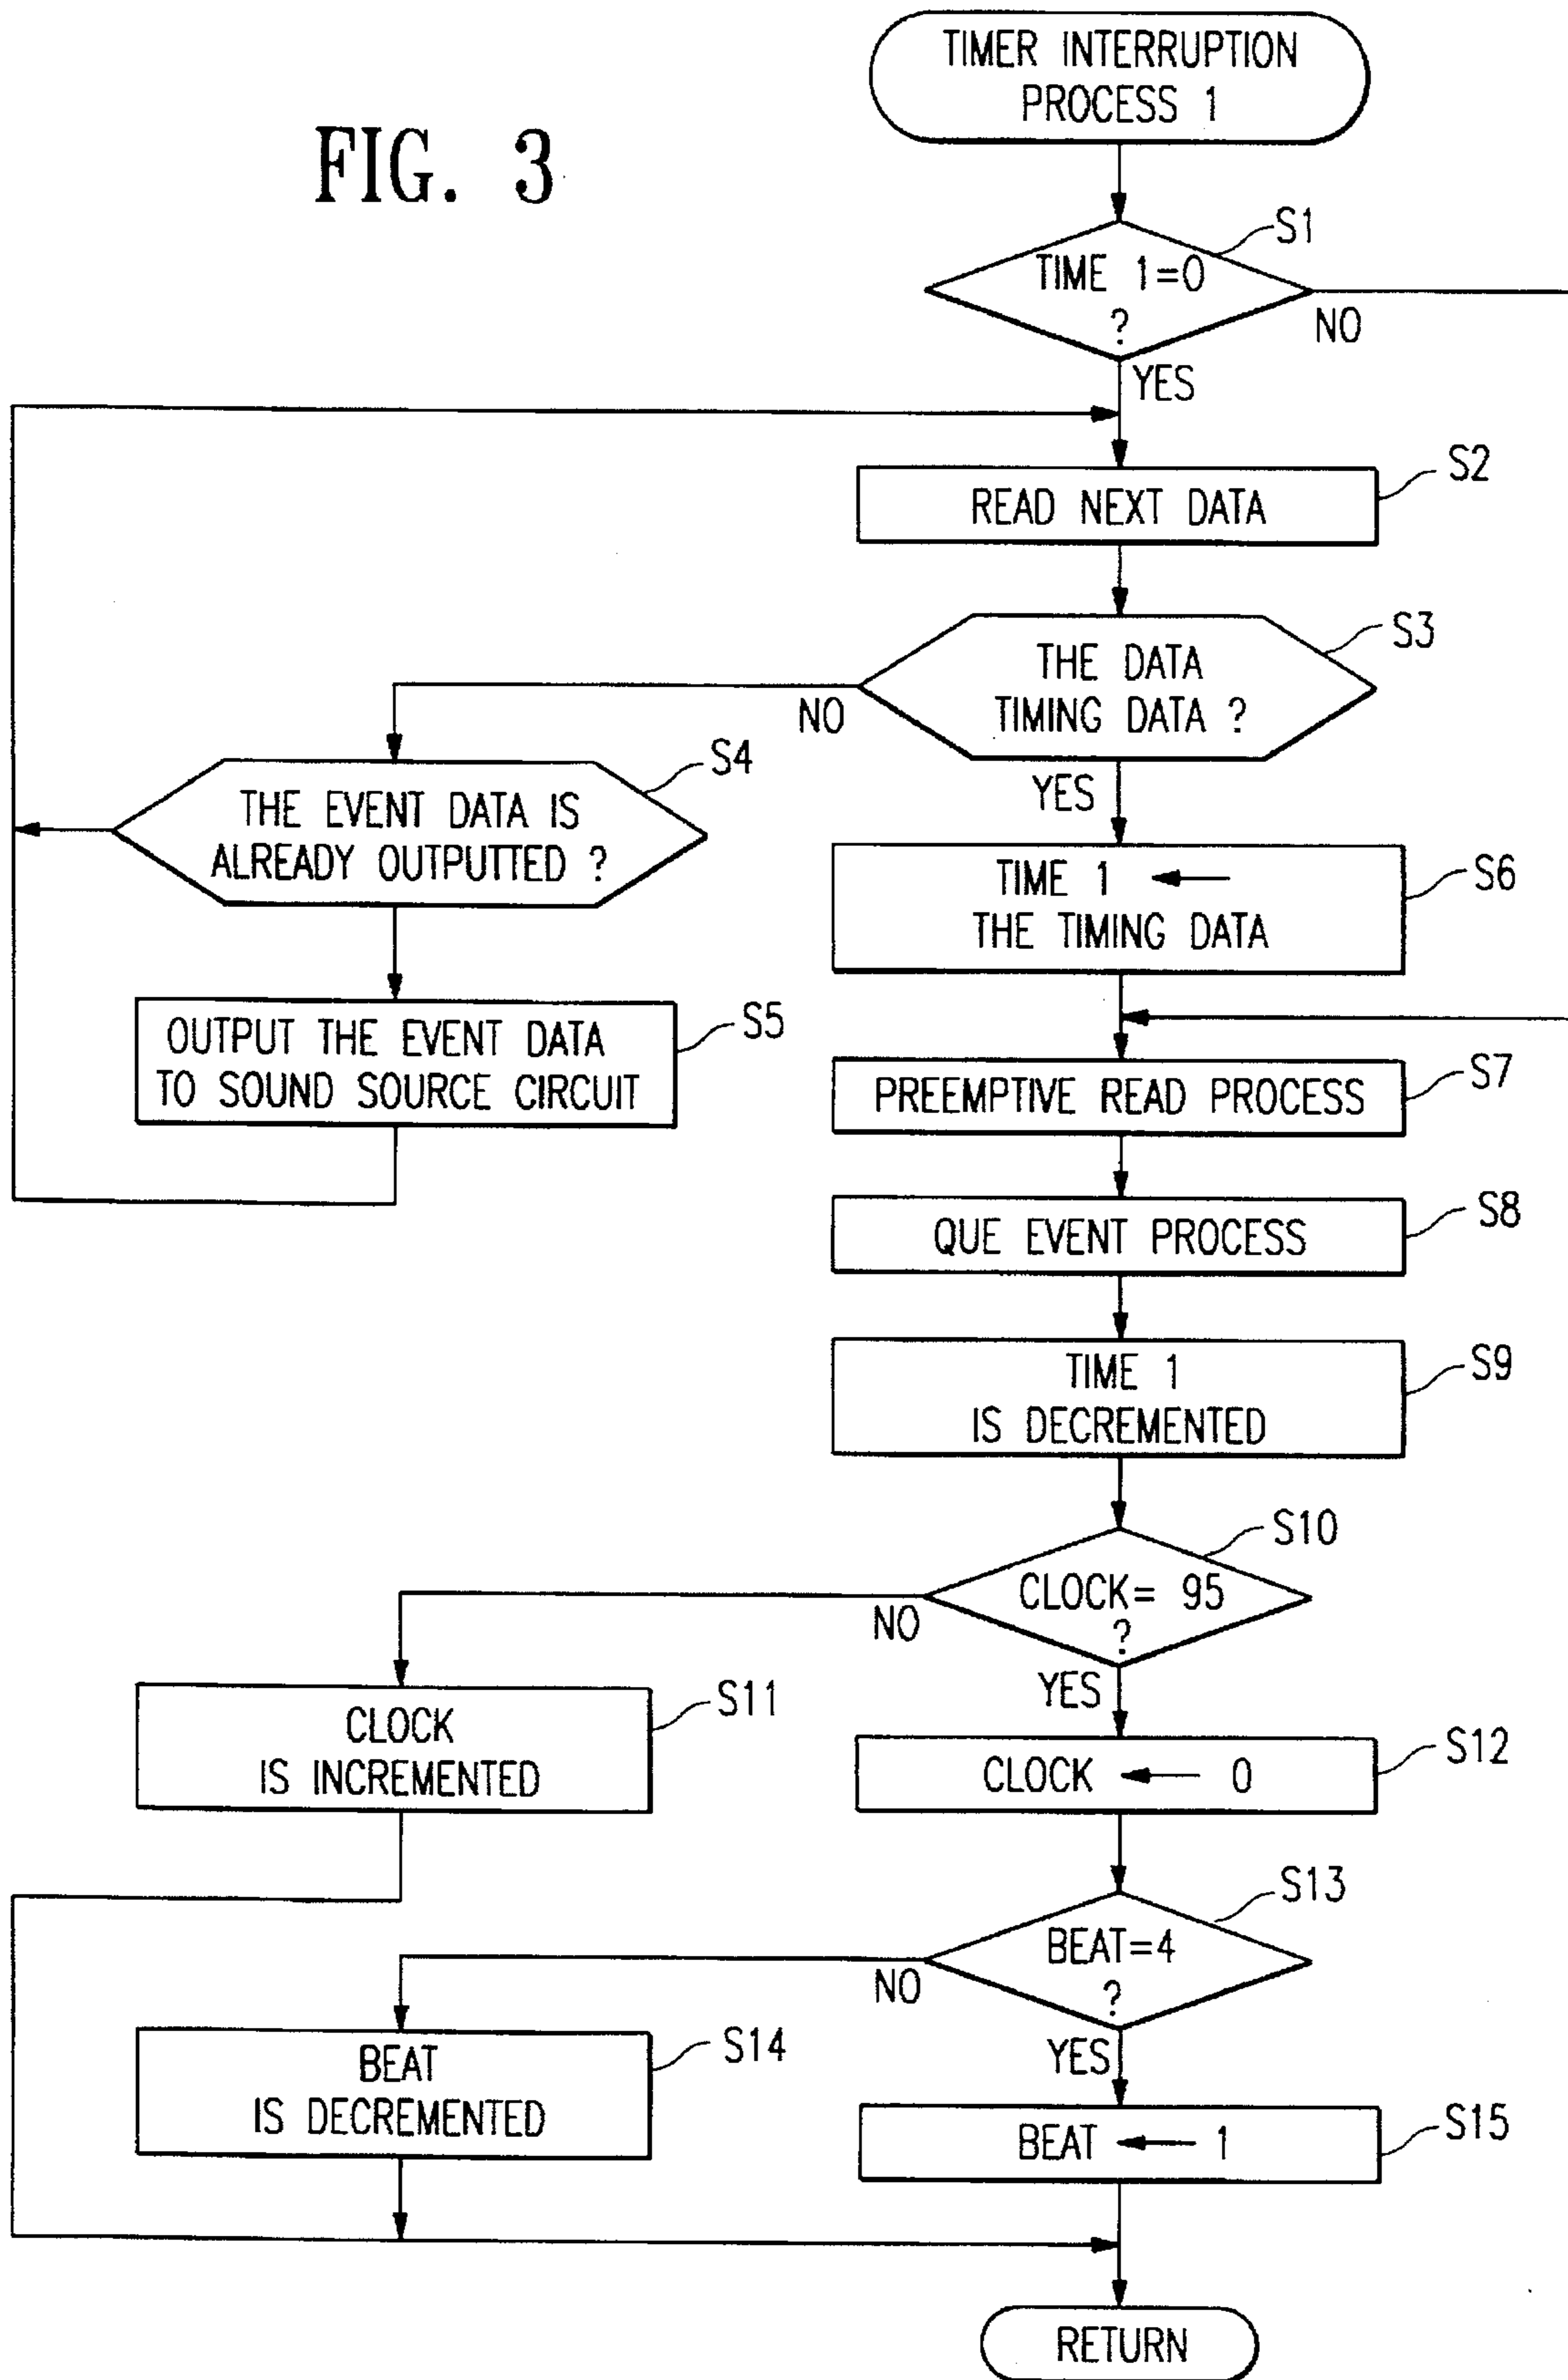 FIG. 3
TIMER INTERRUPTION
PROCESS 1
S1
TIME 1=0
?
NO
YES
S2
READ NEXT DATA
S3
THE DATA
TIMING DATA ?
NO
YES
S4
THE EVENT DATA IS
ALREADY OUTPUTTED ?
S6
TIME 1 ←
THE TIMING DATA
S5
OUTPUT THE EVENT DATA
TO SOUND SOURCE CIRCUIT
S7
PREEMPTIVE READ PROCESS
S8
QUE EVENT PROCESS
S9
TIME 1
IS DECREMENTED
S10
CLOCK= 95
?
NO
YES
S11
CLOCK
IS INCREMENTED
S12
CLOCK ← 0
S13
BEAT=4
?
NO
YES
S14
BEAT
IS DECREMENTED
S15
BEAT ← 1
RETURN